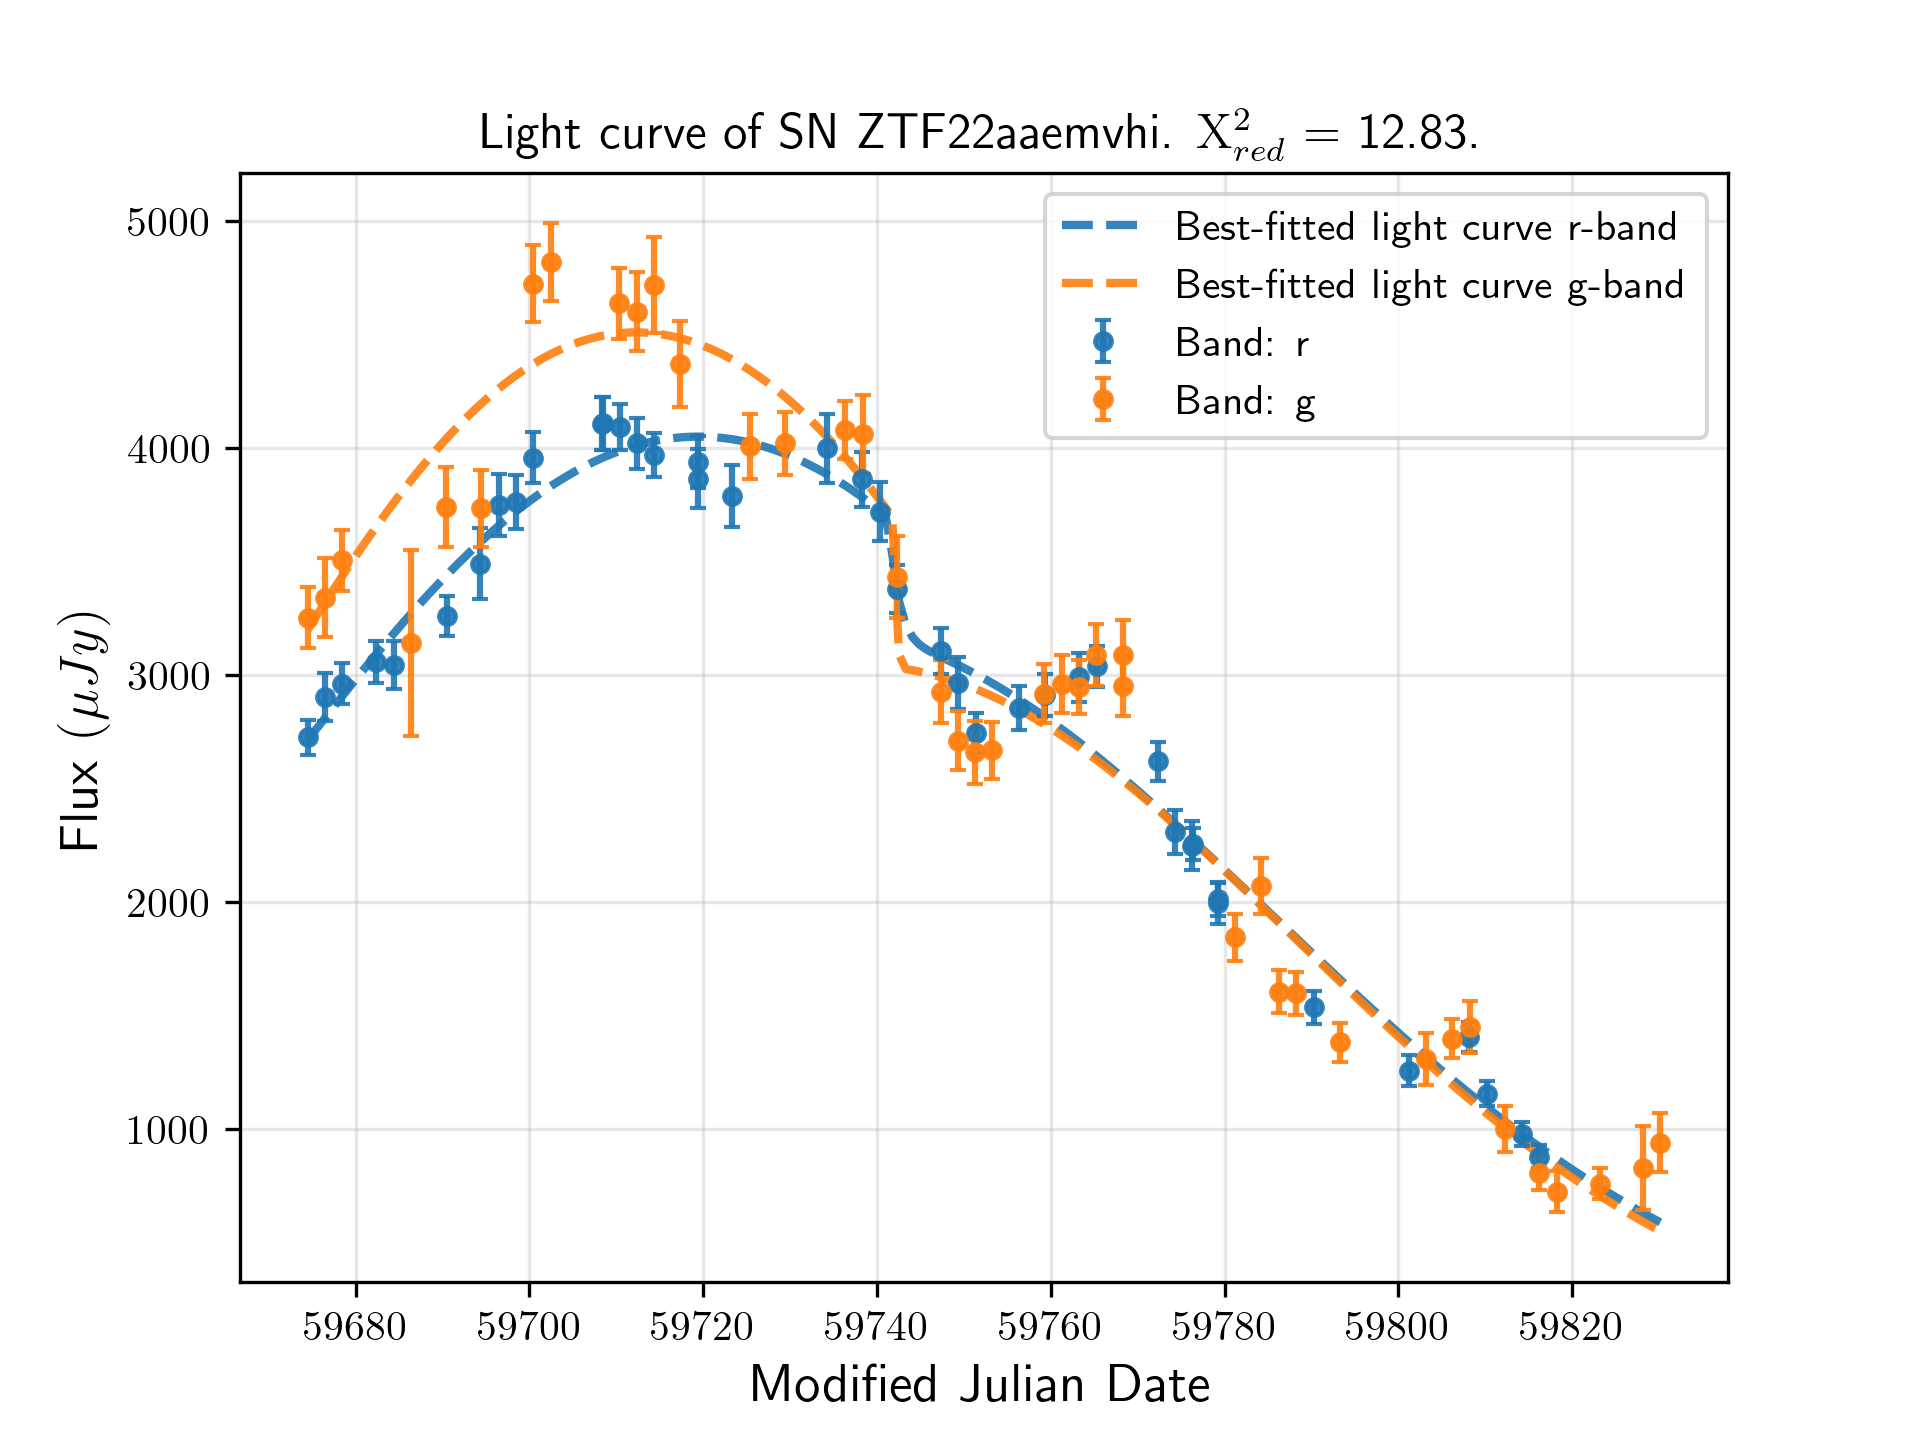 Light curve of SN ZTF22aaemvhi. X²_red = 12.83.
Best-fitted light curve r-band
Best-fitted light curve g-band
Band: r
Band: g
5000
4000
3000
2000
1000
Flux (μJy)
59680 59700 59720 59740 59760 59780 59800 59820
Modified Julian Date